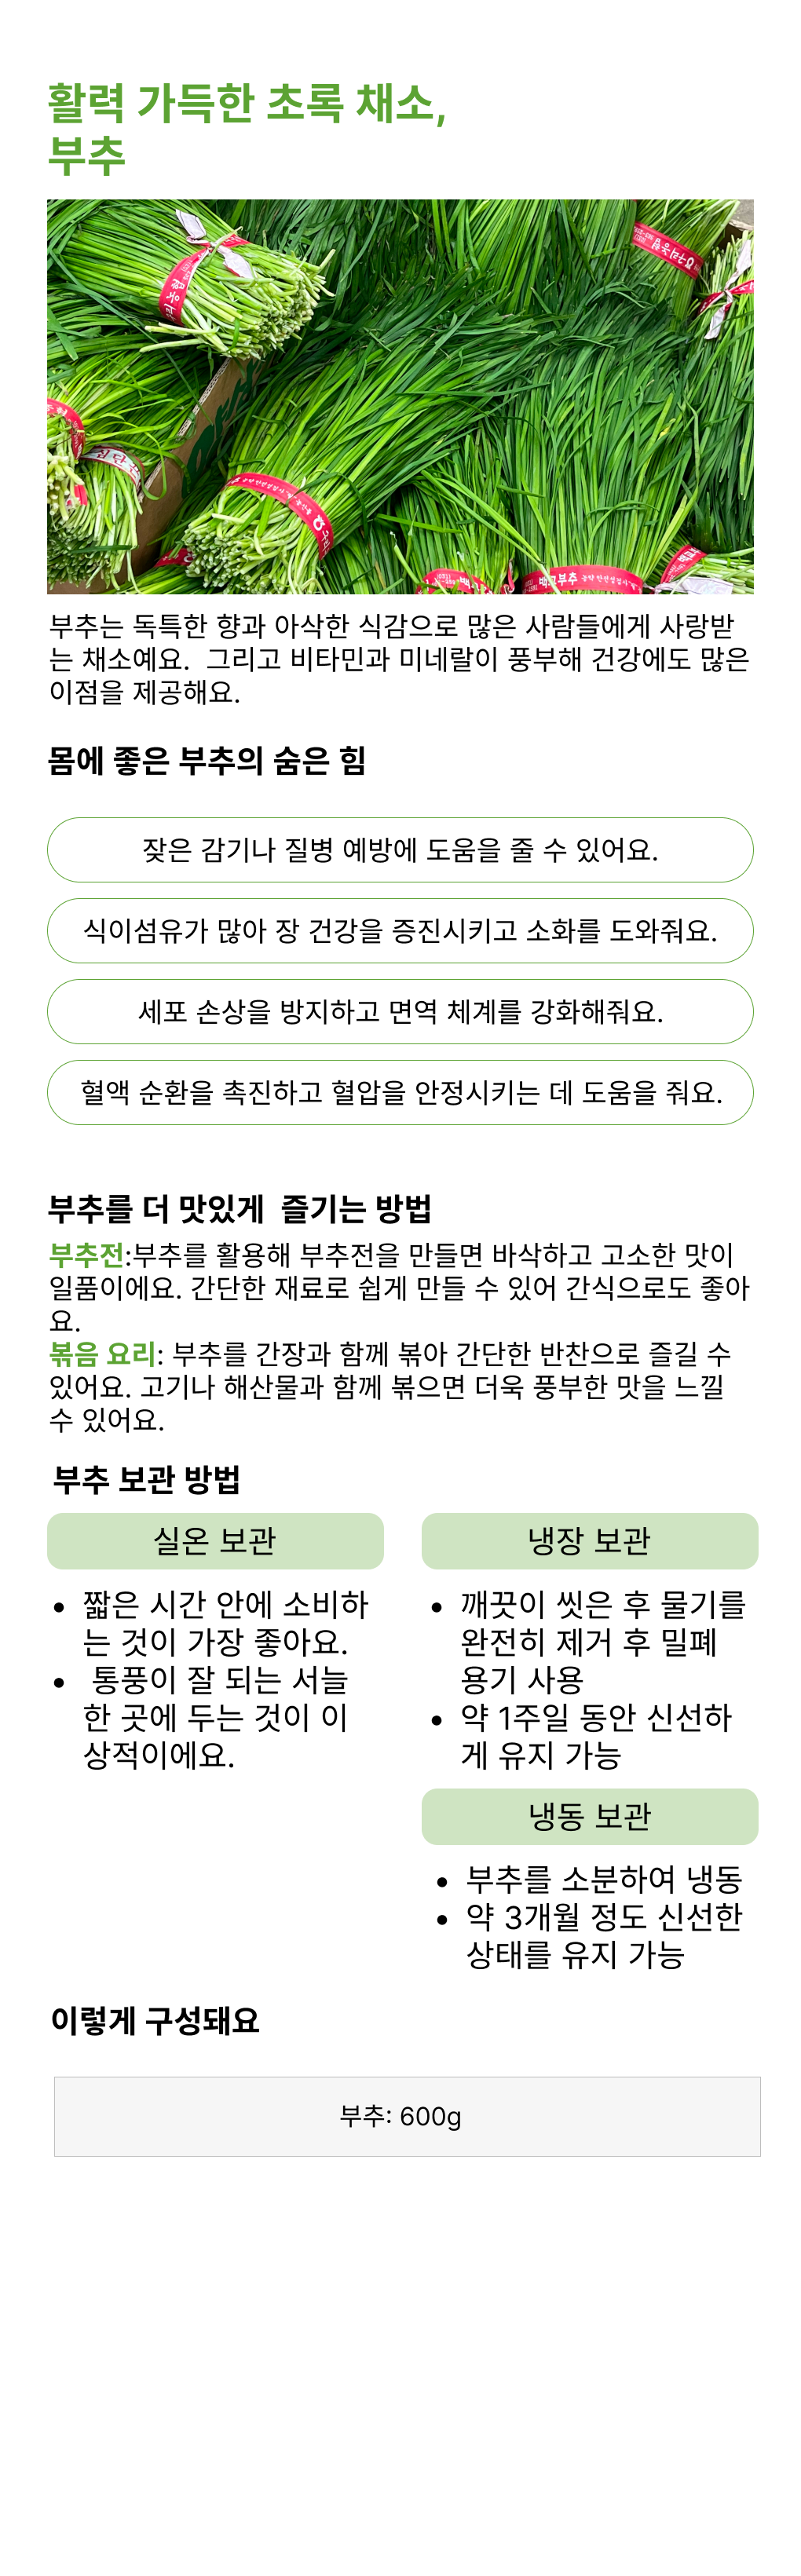 활력 가득한 초록 채소,
부추
구리농협
백고부추
부추는 독특한 향과 아삭한 식감으로 많은 사람들에게 사랑받
는 채소예요.  그리고 비타민과 미네랄이 풍부해 건강에도 많은
이점을 제공해요.
몸에 좋은 부추의 숨은 힘
잦은 감기나 질병 예방에 도움을 줄 수 있어요.
식이섬유가 많아 장 건강을 증진시키고 소화를 도와줘요.
세포 손상을 방지하고 면역 체계를 강화해줘요.
혈액 순환을 촉진하고 혈압을 안정시키는 데 도움을 줘요.
부추를 더 맛있게  즐기는 방법
부추전:부추를 활용해 부추전을 만들면 바삭하고 고소한 맛이
일품이에요. 간단한 재료로 쉽게 만들 수 있어 간식으로도 좋아
요.
볶음 요리: 부추를 간장과 함께 볶아 간단한 반찬으로 즐길 수
있어요. 고기나 해산물과 함께 볶으면 더욱 풍부한 맛을 느낄
수 있어요.
부추 보관 방법
실온 보관
• 짧은 시간 안에 소비하
는 것이 가장 좋아요.
• 통풍이 잘 되는 서늘
한 곳에 두는 것이 이
상적이에요.
냉장 보관
• 깨끗이 씻은 후 물기를
완전히 제거 후 밀폐
용기 사용
• 약 1주일 동안 신선하
게 유지 가능
냉동 보관
• 부추를 소분하여 냉동
• 약 3개월 정도 신선한
상태를 유지 가능
이렇게 구성돼요
부추: 600g